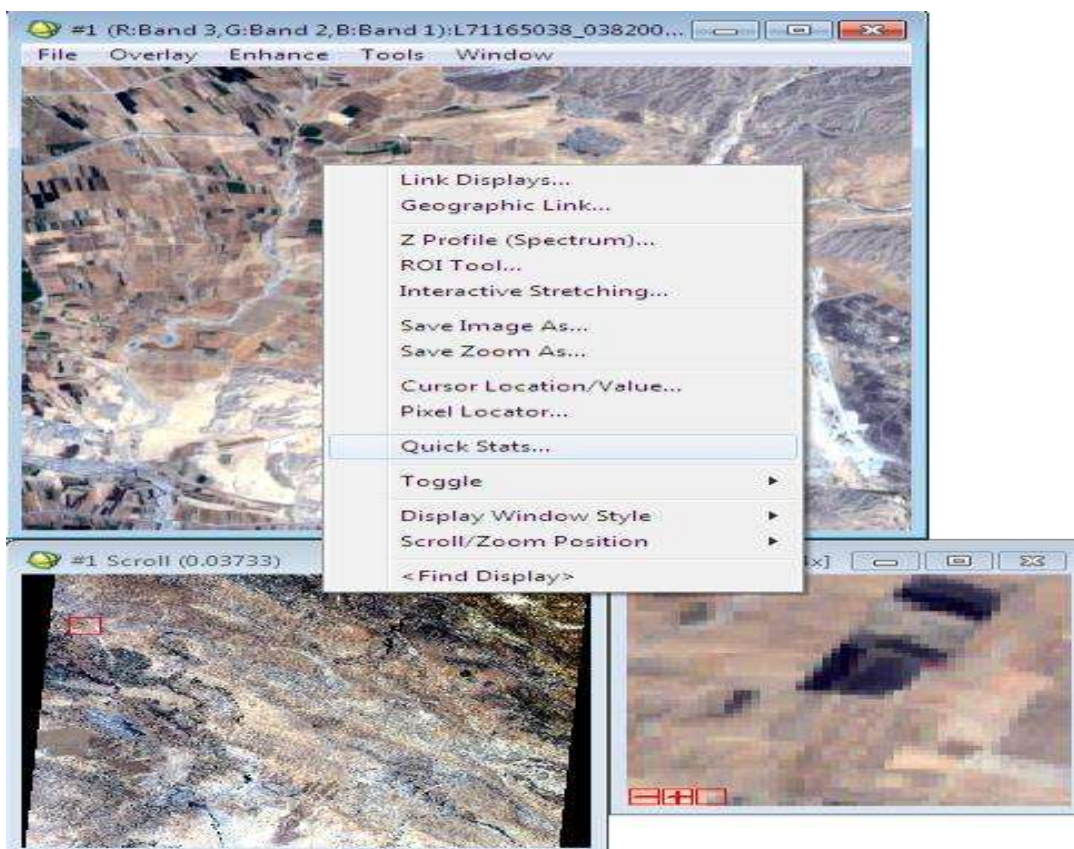 #1 (R:Band 3,G:Band 2,B:Band 1):L71165038_038200...
File Overlay Enhance Tools Window
Link Displays...
Geographic Link...
Z Profile (Spectrum)...
ROI Tool...
Interactive Stretching...
Save Image As...
Save Zoom As...
Cursor Location/Value...
Pixel Locator...
Quick Stats...
Toggle
Display Window Style
Scroll/Zoom Position
<Find Display>
#1 Scroll (0.03733)
x]